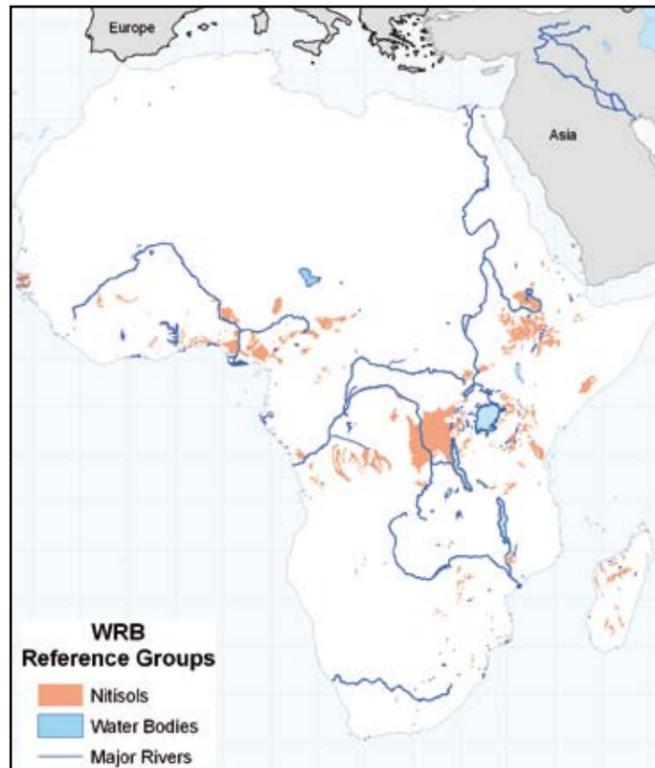 Europe
Asia
WRB
Reference Groups
Nitisols
Water Bodies
Major Rivers